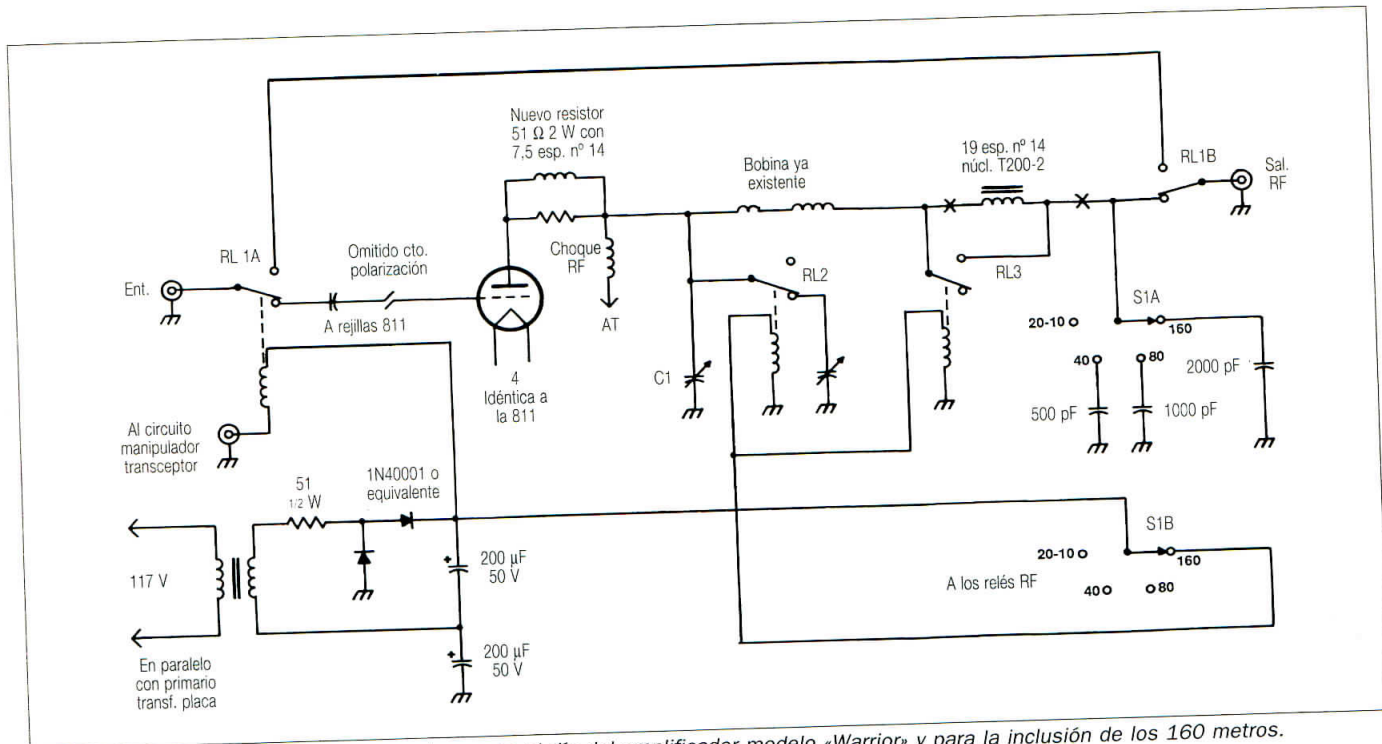 Nuevo resistor
51 Ω 2 W con
7,5 esp. nº 14
Bobina ya
existente
19 esp. nº 14
núcl. T200-2
RL1B
Sal.
RF
RL 1A
Omitido cto.
polarización
Choque
RF
RL2
RL3
Ent.
A rejillas 811
AT
S1A
20-10
160
C1
40
80
2000 pF
4
Idéntica a
la 811
500 pF
1000 pF
Al circuito
manipulador
transceptor
51
1/2 W
1N40001 o
equivalente
S1B
20-10
160
117 V
+
200 µF
50 V
A los relés RF
40
80
+
200 µF
50 V
En paralelo
con primario
transf. placa
del amplificador modelo «Warrior» y para la inclusión de los 160 metros.